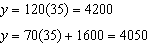 y = 120(35) = 4200
y = 70(35) + 1600 = 4050